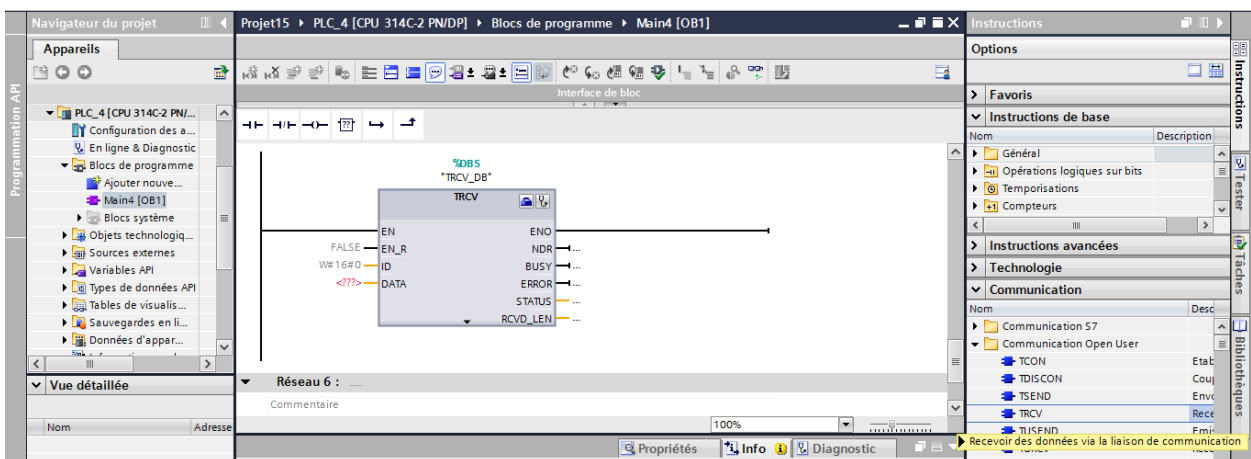 Navigateur du projet
Appareils
Programmation API
PLC_4 [CPU 314C-2 PN/...
Configuration des a...
En ligne & Diagnostic
Blocs de programme
Ajouter nouve...
Main4 [OB1]
Blocs système
Objets technologiq...
Sources externes
Variables API
Types de données API
Tables de visualis...
Sauvegardes en li...
Données d'appar...
Vue détaillée
Nom Adresse
Projet15 PLC_4 [CPU 314C-2 PN/DP] Blocs de programme Main4 [OB1]
Interface de bloc
??
%DB5
"TRCV_DB"
TRCV
EN ENO
FALSE EN_R NDR ...
W#16#0 ID BUSY ...
<???> DATA ERROR ...
STATUS ...
RCVD_LEN ...
Réseau 6 : .....
Commentaire
100%
Propriétés Info Diagnostic
Instructions
Options
Favoris
Instructions de base
Nom Description
Général
Opérations logiques sur bits
Temporisations
Compteurs
Instructions avancées
Technologie
Communication
Nom Desc
Communication S7
Communication Open User
TCON Etab
TDISCON Coup
TSEND Envo
TRCV Rece
TUSEND Emis
Recevoir des données via la liaison de communication
Instructions
Tester
Tâches
Bibliothèques